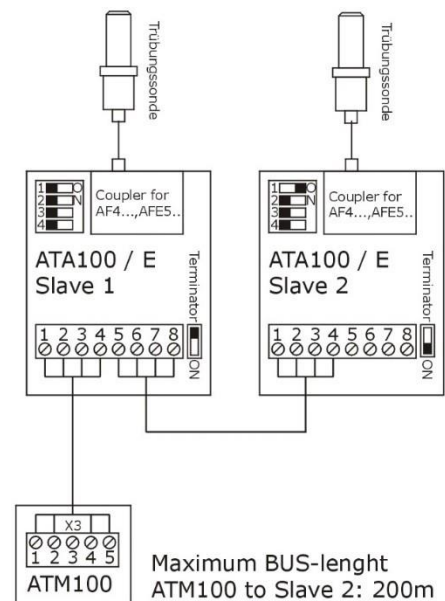 Trübungssonde
Trübungssonde
1 O
2 N
3
4
Coupler for
AF4...,AFE5..
ATA100 / E
Slave 1
Terminator
ON
1 2 3 4 5 6 7 8
1 O
2 N
3
4
Coupler for
AF4...,AFE5..
ATA100 / E
Slave 2
Terminator
ON
1 2 3 4 5 6 7 8
X3
1 2 3 4 5
ATM100
Maximum BUS-lenght
ATM100 to Slave 2: 200m